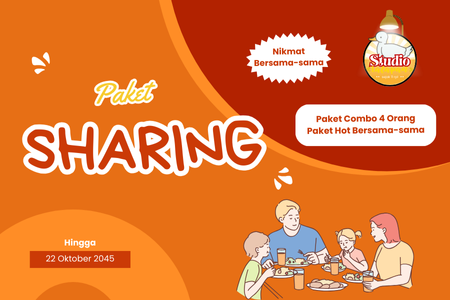 Nikmat
Bersama-sama
Studio
Paket
SHARING
Paket Combo 4 Orang
Paket Hot Bersama-sama
Hingga
22 Oktober 2045